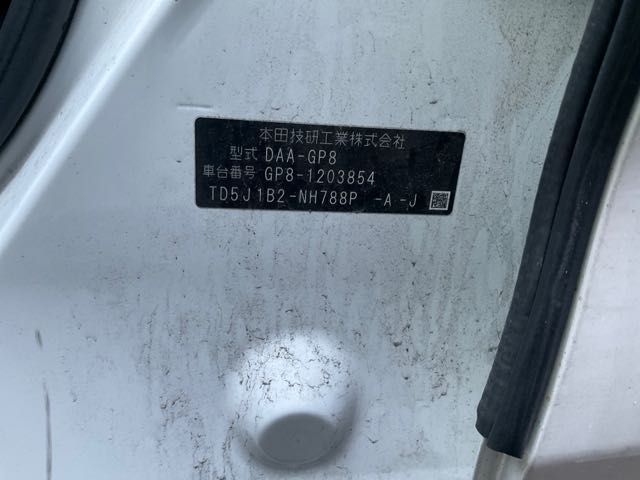 本田技研工業株式会社
型式 DAA-GP8
車台番号 GP8-1203854
TD5J1B2-NH788P -A -J